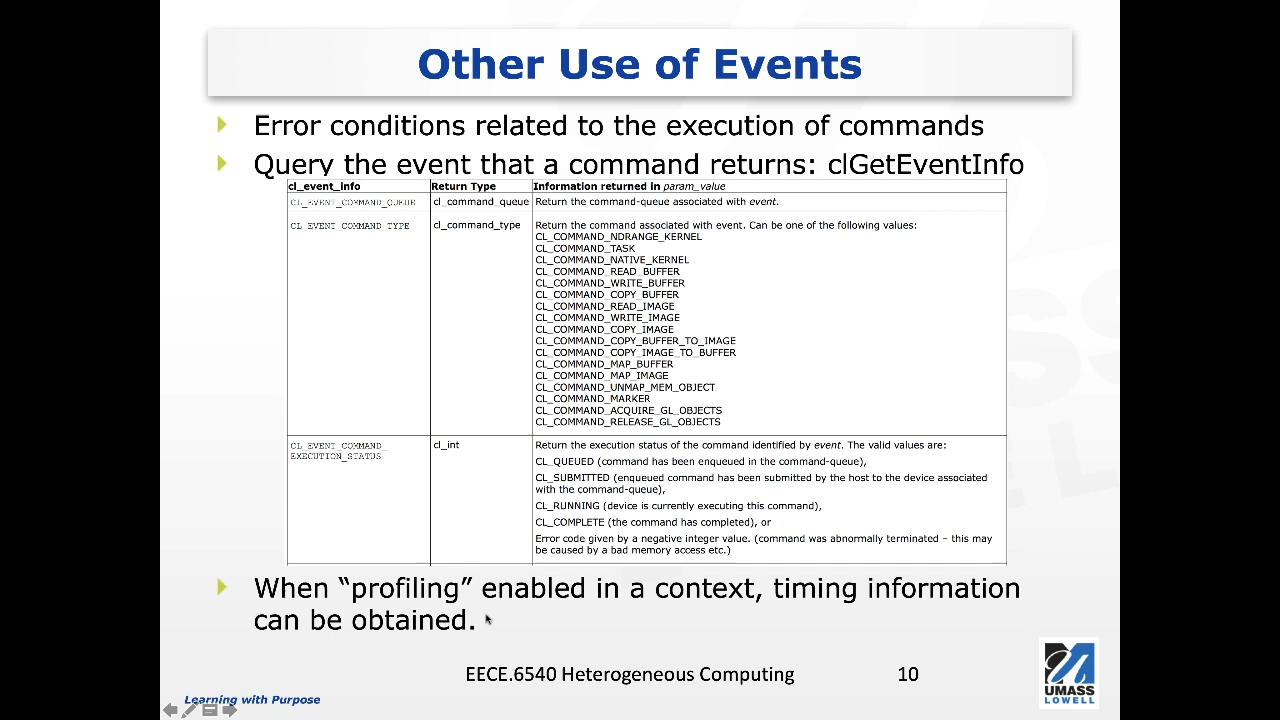 Other Use of Events
Error conditions related to the execution of commands
Query the event that a command returns: clGetEventInfo
cl_event_info Return Type Information returned in param_value
CL_EVENT_COMMAND_QUEUE cl_command_queue Return the command-queue associated with event.
CL_EVENT_COMMAND_TYPE cl_command_type Return the command associated with event. Can be one of the following values:
CL_COMMAND_NDRANGE_KERNEL
CL_COMMAND_TASK
CL_COMMAND_NATIVE_KERNEL
CL_COMMAND_READ_BUFFER
CL_COMMAND_WRITE_BUFFER
CL_COMMAND_COPY_BUFFER
CL_COMMAND_READ_IMAGE
CL_COMMAND_WRITE_IMAGE
CL_COMMAND_COPY_IMAGE
CL_COMMAND_COPY_BUFFER_TO_IMAGE
CL_COMMAND_COPY_IMAGE_TO_BUFFER
CL_COMMAND_MAP_BUFFER
CL_COMMAND_MAP_IMAGE
CL_COMMAND_UNMAP_MEM_OBJECT
CL_COMMAND_MARKER
CL_COMMAND_ACQUIRE_GL_OBJECTS
CL_COMMAND_RELEASE_GL_OBJECTS
CL_EVENT_COMMAND_ cl_int Return the execution status of the command identified by event. The valid values are:
EXECUTION_STATUS
CL_QUEUED (command has been enqueued in the command-queue),
CL_SUBMITTED (enqueued command has been submitted by the host to the device associated
with the command-queue),
CL_RUNNING (device is currently executing this command),
CL_COMPLETE (the command has completed), or
Error code given by a negative integer value. (command was abnormally terminated – this may
be caused by a bad memory access etc.)
When “profiling” enabled in a context, timing information
can be obtained.
EECE.6540 Heterogeneous Computing 10
UMASS
LOWELL
Learning with Purpose